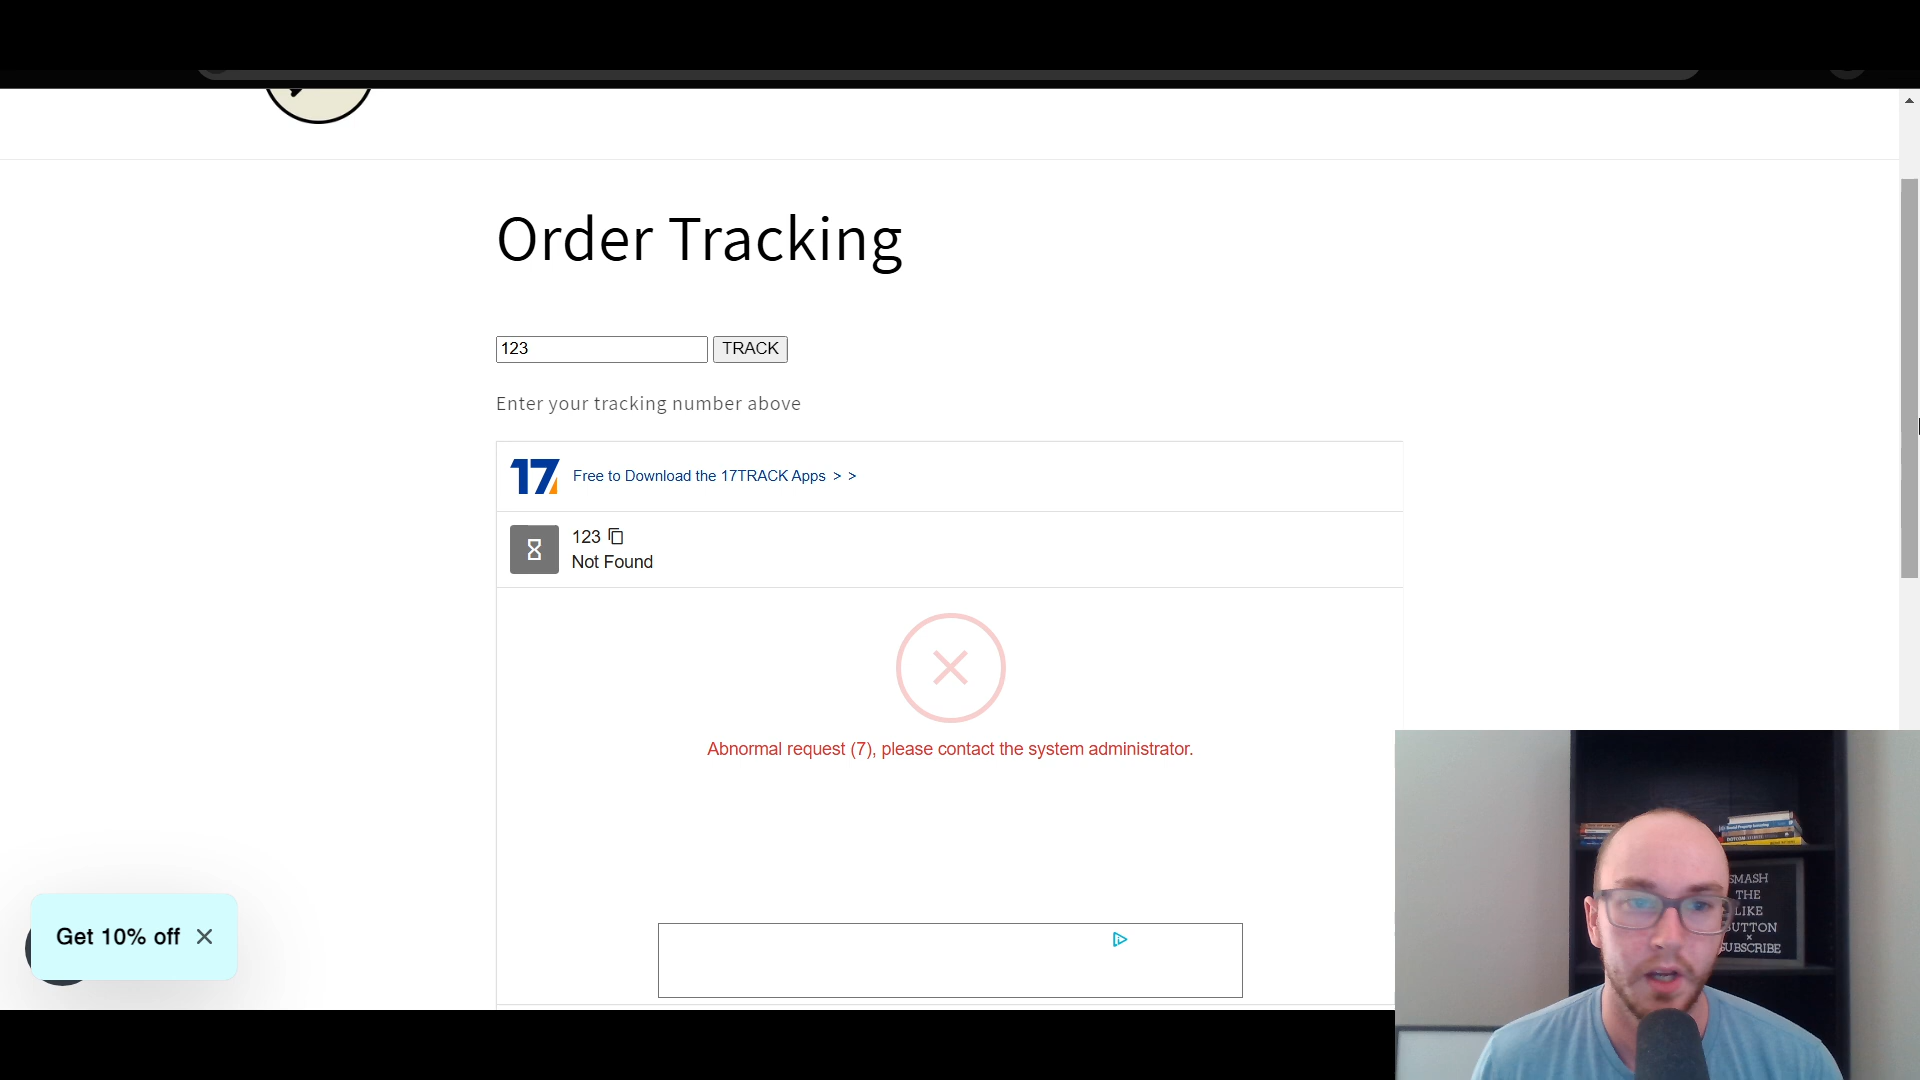 Order Tracking
123
TRACK
Enter your tracking number above
17
Free to Download the 17TRACK Apps > >
123
Not Found
Abnormal request (7), please contact the system administrator.
Get 10% off
SMASH
THE
LIKE
BUTTON
×
SUBSCRIBE